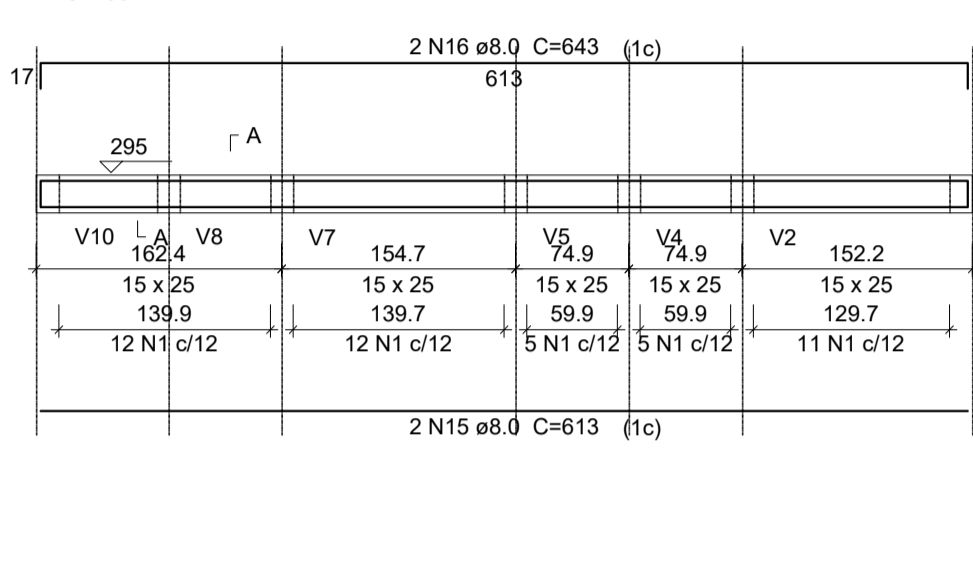 2 N16 ø8.0 C=643 (1c)
17
613
A
295
V10 A V8 V7 V5 V4 V2
162.4 154.7 74.9 74.9 152.2
15 x 25 15 x 25 15 x 25 15 x 25 15 x 25
139.9 139.7 59.9 59.9 129.7
12 N1 c/12 12 N1 c/12 5 N1 c/12 5 N1 c/12 11 N1 c/12
2 N15 ø8.0 C=613 (1c)